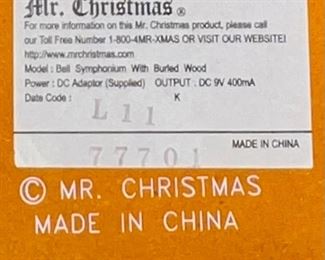 Mr. Christmas®
For more information on this Mr. Christmas product, please call
our Toll Free Number 1-800-4MR-XMAS OR VISIT OUR WEBSITE!
http://www.mrchristmas.com
Model : Bell Symphonium With Burled Wood
Power : DC Adaptor (Supplied) OUTPUT : DC 9V 400mA
Date Code : K
L11
77701
MADE IN CHINA
© MR. CHRISTMAS
MADE IN CHINA